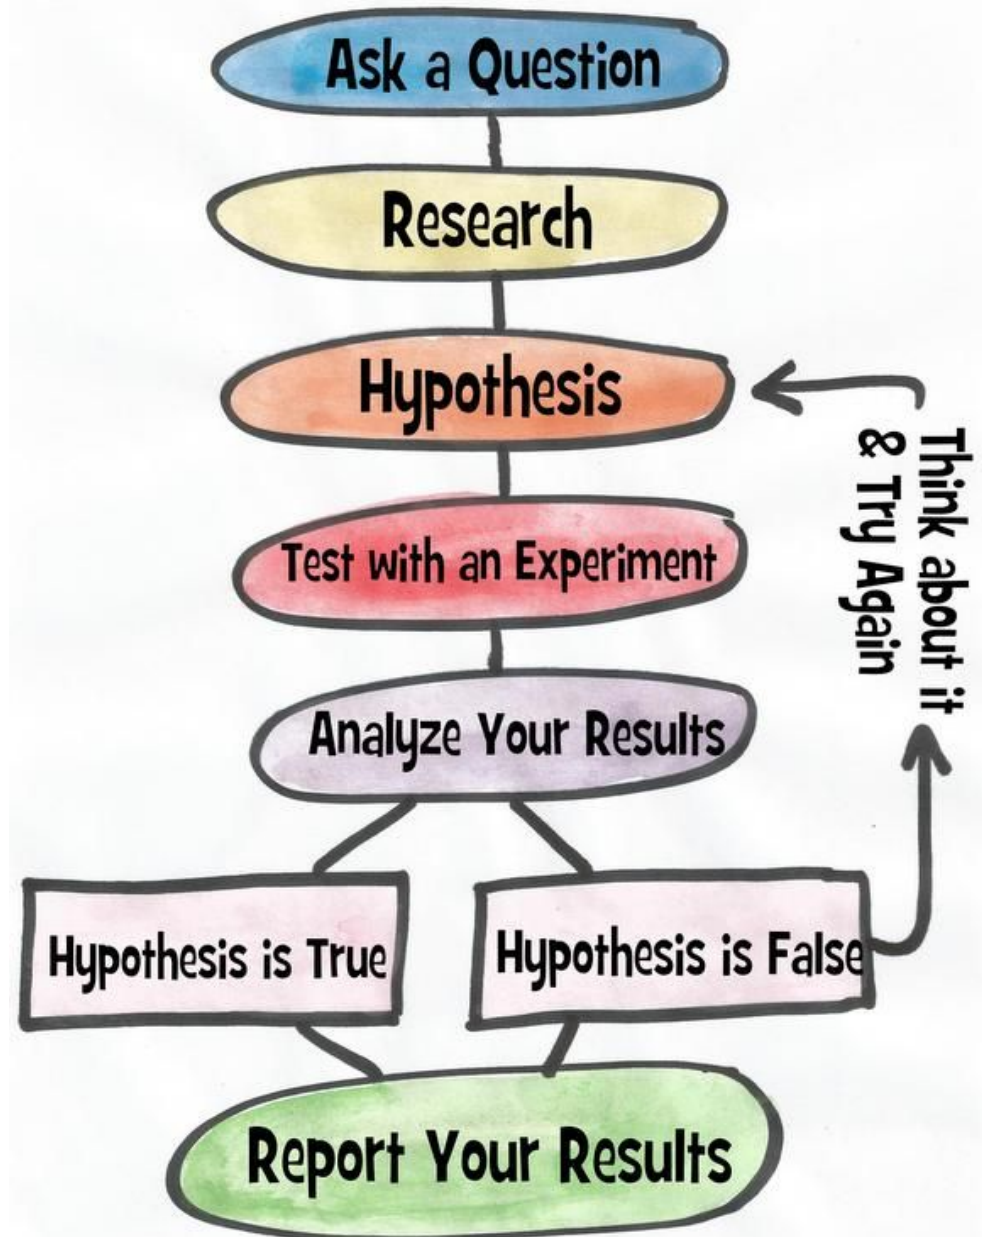 Ask a Question
Research
Hypothesis
Think about it
& Try Again
Test with an Experiment
Analyze Your Results
Hypothesis is True
Hypothesis is False
Report Your Results